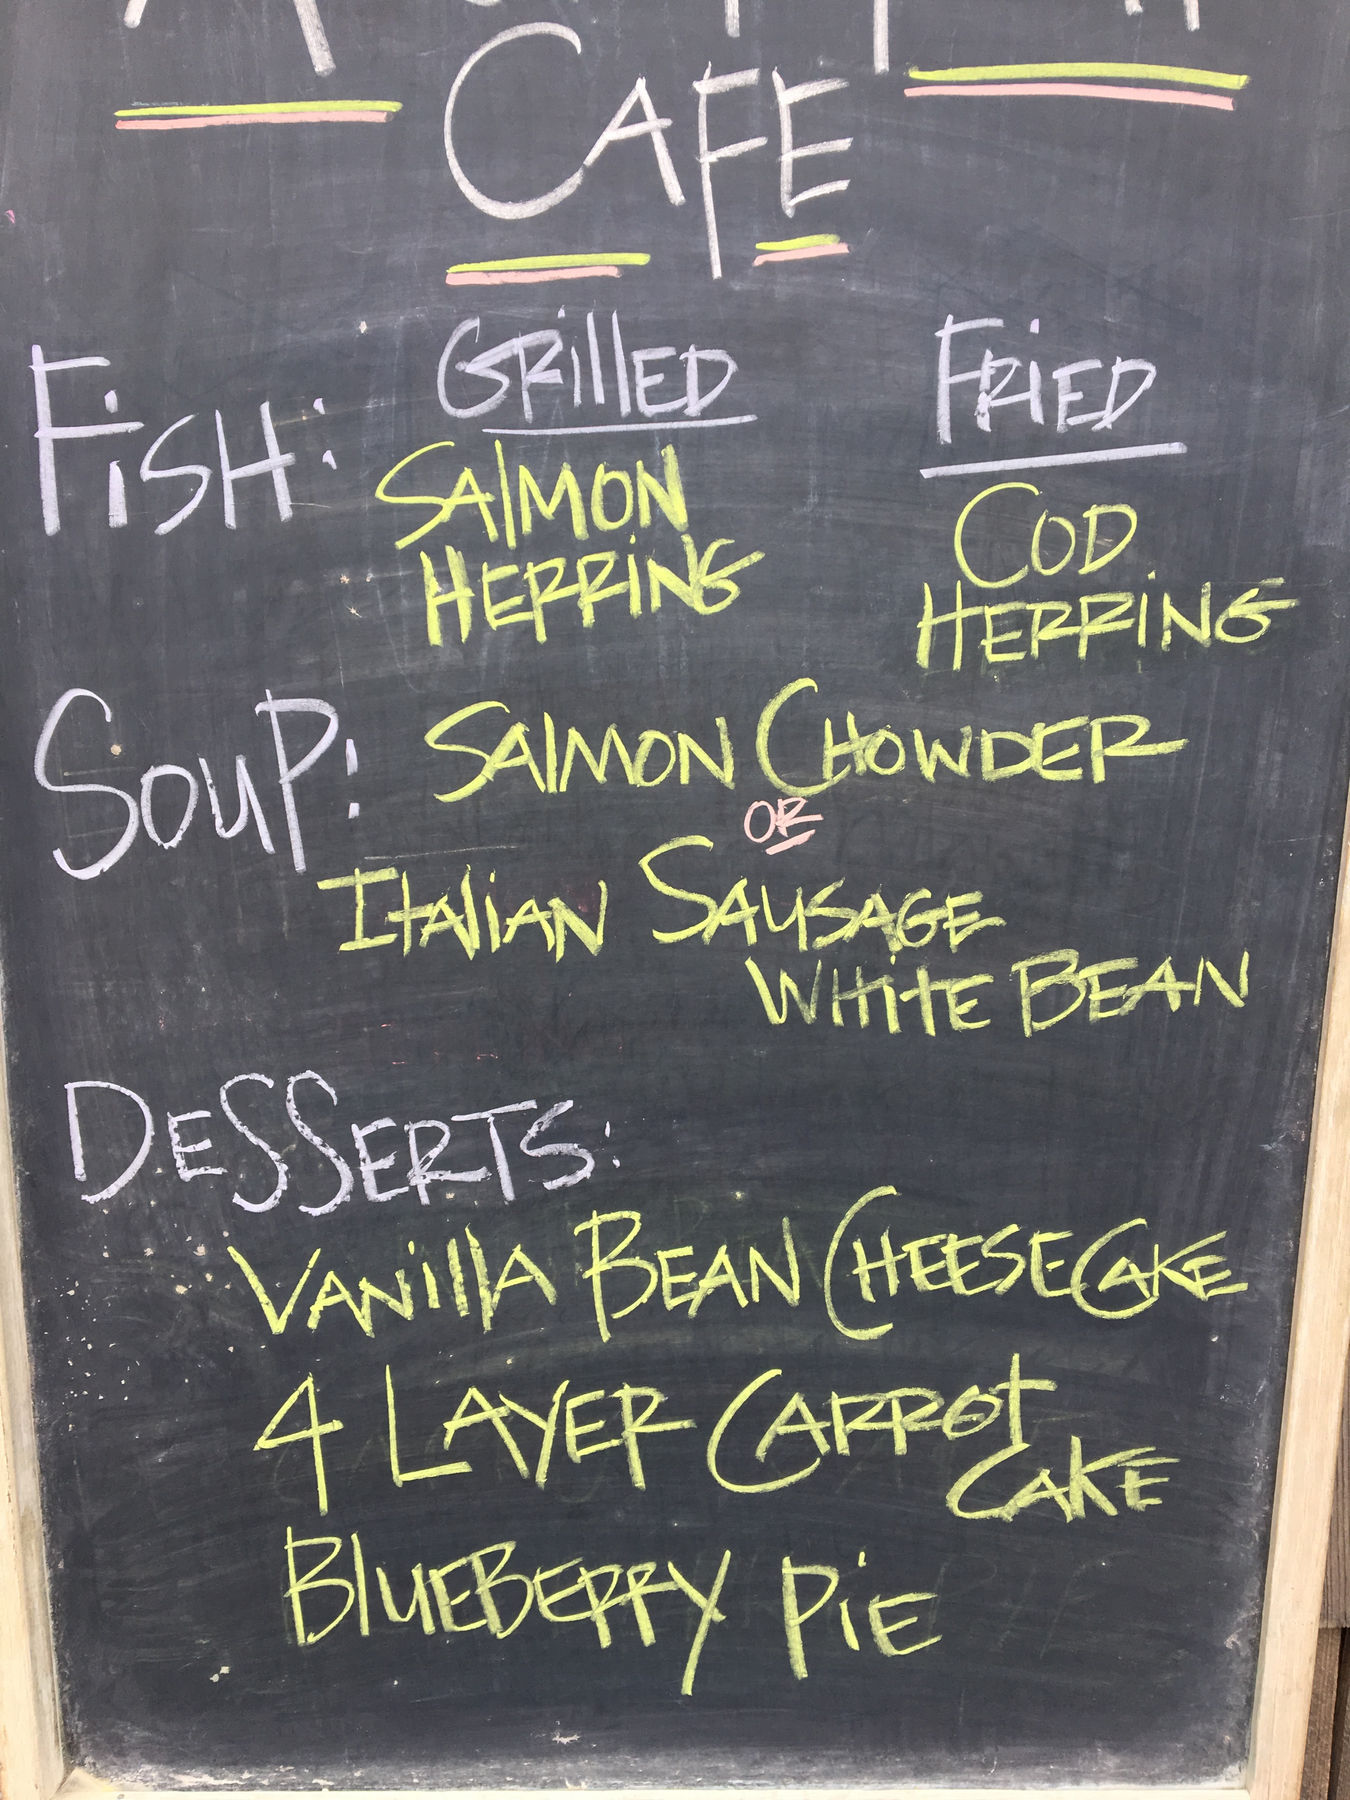 CAFE
FiSH: GRillED FRiED
SAlMON COD
HERRiNG HERRiNG
SOUP: SAlMON CHOWDER
OR
ITAliAN SAUSAGE
WHiTE BEAN
DeSSERTS:
VANillA BEAN CHEESECAKE
4 LAYER CARROT
CAKE
BlUEBERRY PiE